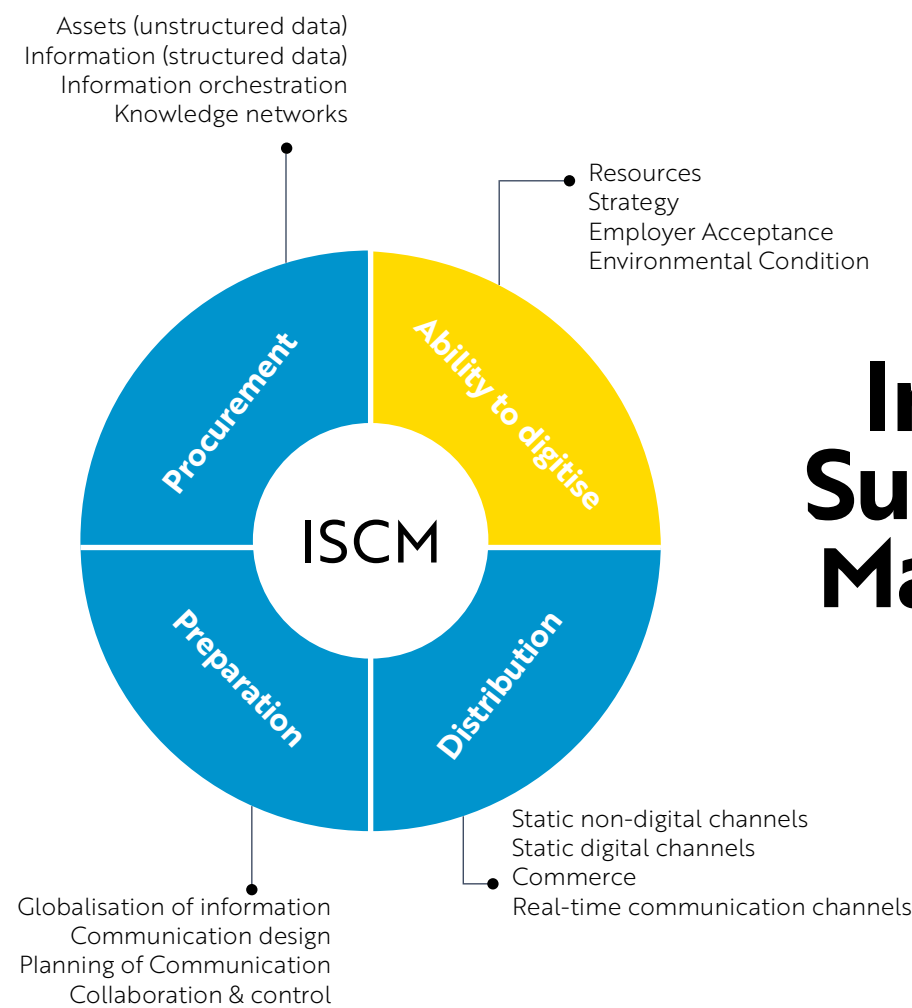 Assets (unstructured data)
Information (structured data)
Information orchestration
Knowledge networks
Resources
Strategy
Employer Acceptance
Environmental Condition
Procurement
Ability to digitise
ISCM
Preparation
Distribution
Static non-digital channels
Static digital channels
Commerce
Real-time communication channels
Globalisation of information
Communication design
Planning of Communication
Collaboration & control
Su
Ma